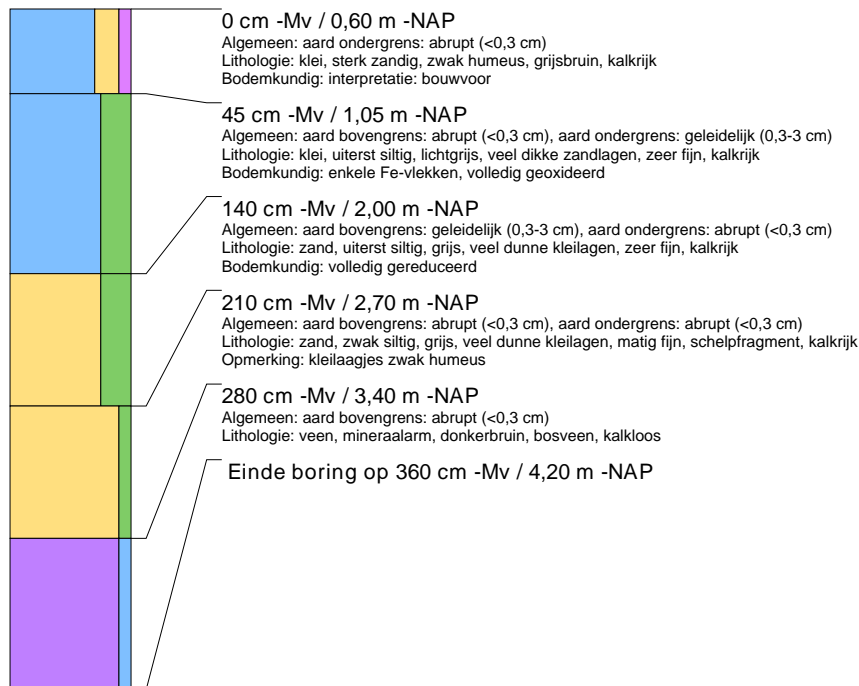 0 cm -Mv / 0,60 m -NAP
Algemeen: aard ondergrens: abrupt (<0,3 cm)
Lithologie: klei, sterk zandig, zwak humeus, grijsbruin, kalkrijk
Bodemkundig: interpretatie: bouwvoor
45 cm -Mv / 1,05 m -NAP
Algemeen: aard bovengrens: abrupt (<0,3 cm), aard ondergrens: geleidelijk (0,3-3 cm)
Lithologie: klei, uiterst siltig, lichtgrijs, veel dikke zandlagen, zeer fijn, kalkrijk
Bodemkundig: enkele Fe-vlekken, volledig geoxideerd
140 cm -Mv / 2,00 m -NAP
Algemeen: aard bovengrens: geleidelijk (0,3-3 cm), aard ondergrens: abrupt (<0,3 cm)
Lithologie: zand, uiterst siltig, grijs, veel dunne kleilagen, zeer fijn, kalkrijk
Bodemkundig: volledig gereduceerd
210 cm -Mv / 2,70 m -NAP
Algemeen: aard bovengrens: abrupt (<0,3 cm), aard ondergrens: abrupt (<0,3 cm)
Lithologie: zand, zwak siltig, grijs, veel dunne kleilagen, matig fijn, schelpfragment, kalkrijk
Opmerking: kleilaagjes zwak humeus
280 cm -Mv / 3,40 m -NAP
Algemeen: aard bovengrens: abrupt (<0,3 cm)
Lithologie: veen, mineraalarm, donkerbruin, bosveen, kalkloos
Einde boring op 360 cm -Mv / 4,20 m -NAP